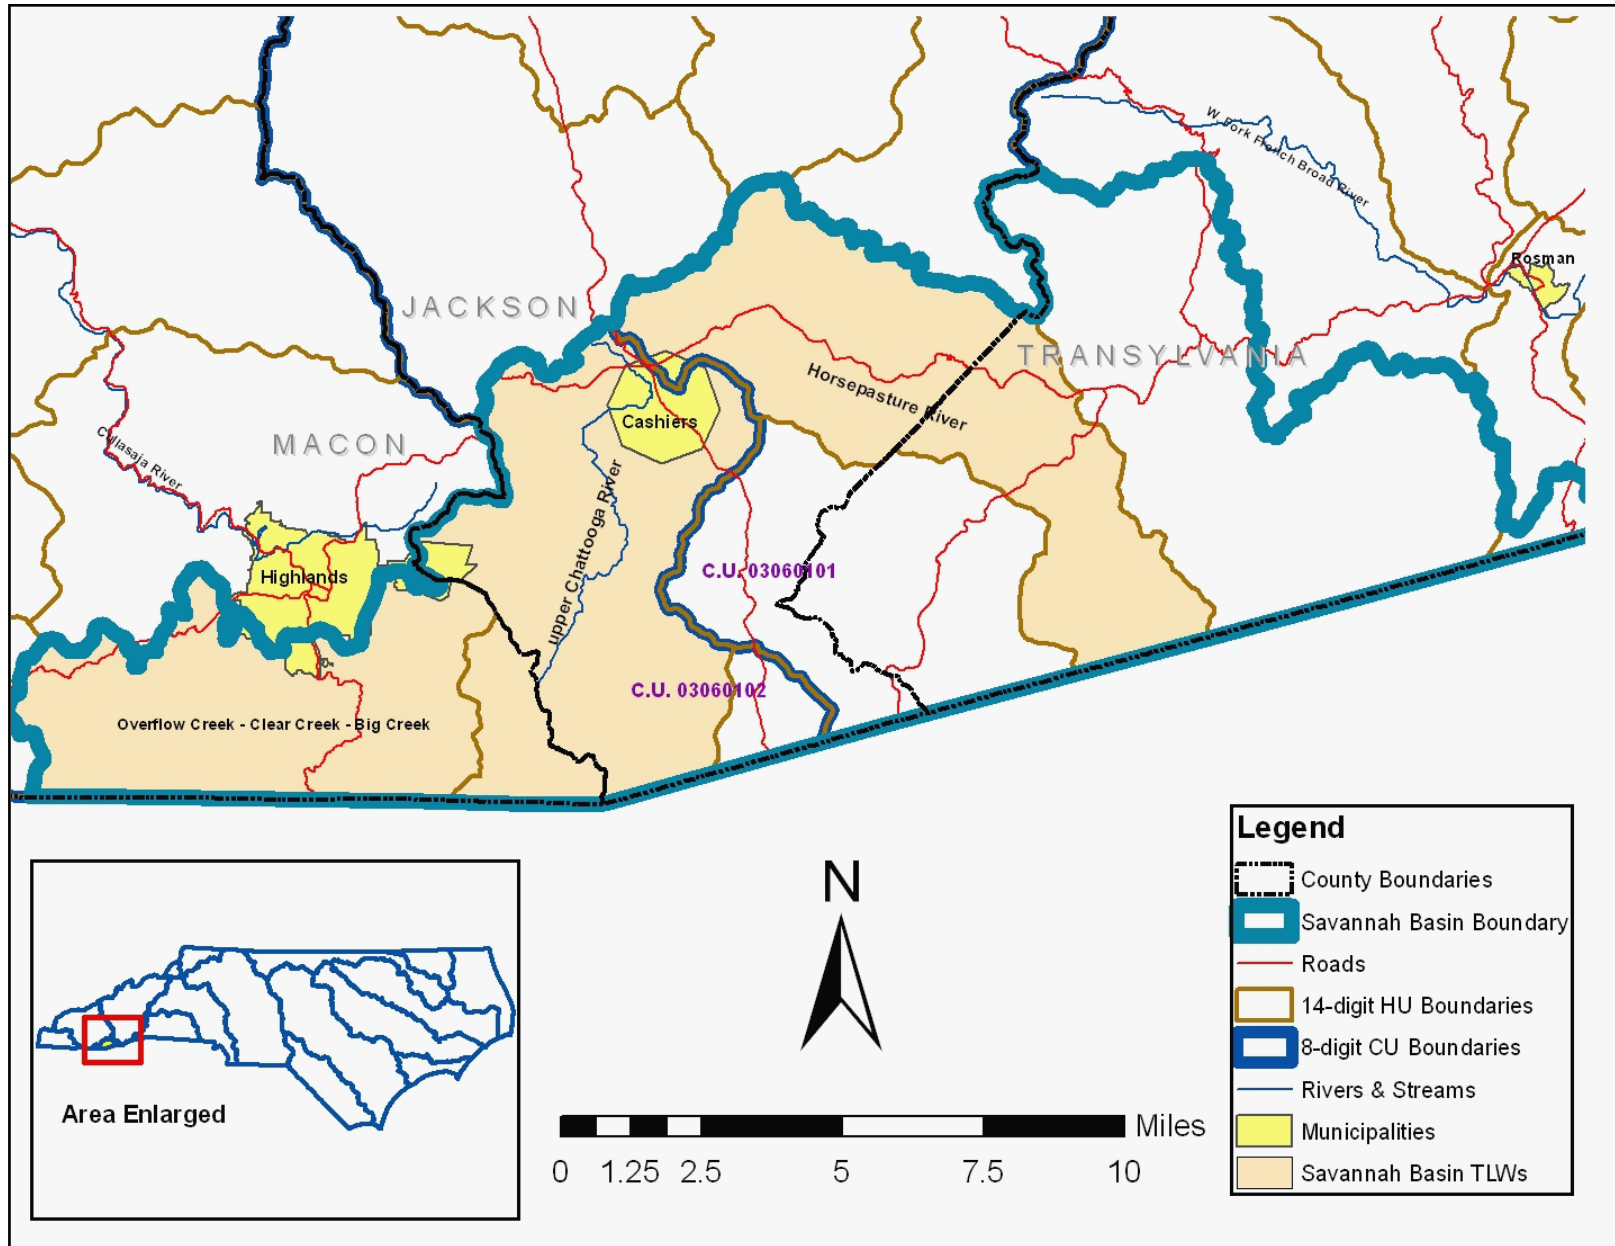 W Fork French Broad River
Rosman
JACKSON
TRANSYLVANIA
Horsepasture River
Cashiers
MACON
Cullasaja River
upper Chattooga River
Highlands
C.U. 03060101
C.U. 03060102
Overflow Creek - Clear Creek - Big Creek
Legend
County Boundaries
Savannah Basin Boundary
Roads
14-digit HU Boundaries
8-digit CU Boundaries
Rivers & Streams
Municipalities
Savannah Basin TLWs
N
Area Enlarged
Miles
0 1.25 2.5 5 7.5 10